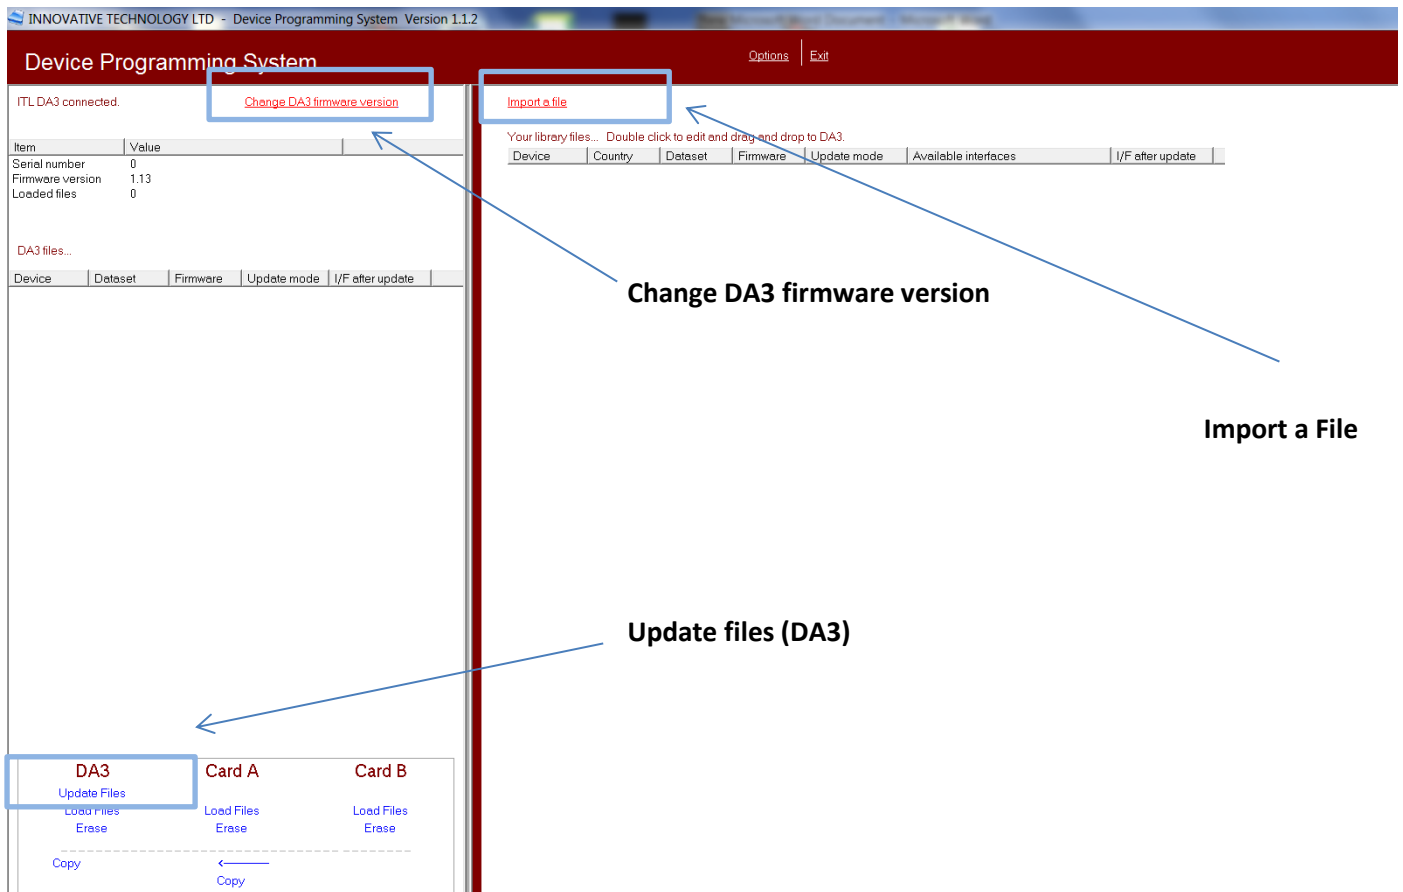 INNOVATIVE TECHNOLOGY LTD - Device Programming System Version 1.1.2
Device Programming System
Options Exit
ITL DA3 connected.
Change DA3 firmware version
Item Value
Serial number 0
Firmware version 1.13
Loaded files 0
DA3 files...
Device Dataset Firmware Update mode I/F after update
Import a file
Your library files... Double click to edit and drag and drop to DA3.
Device Country Dataset Firmware Update mode Available interfaces I/F after update
Change DA3 firmware version
Import a File
Update files (DA3)
DA3 Card A Card B
Update Files
Load Files Load Files Load Files
Erase Erase Erase
Copy
Copy